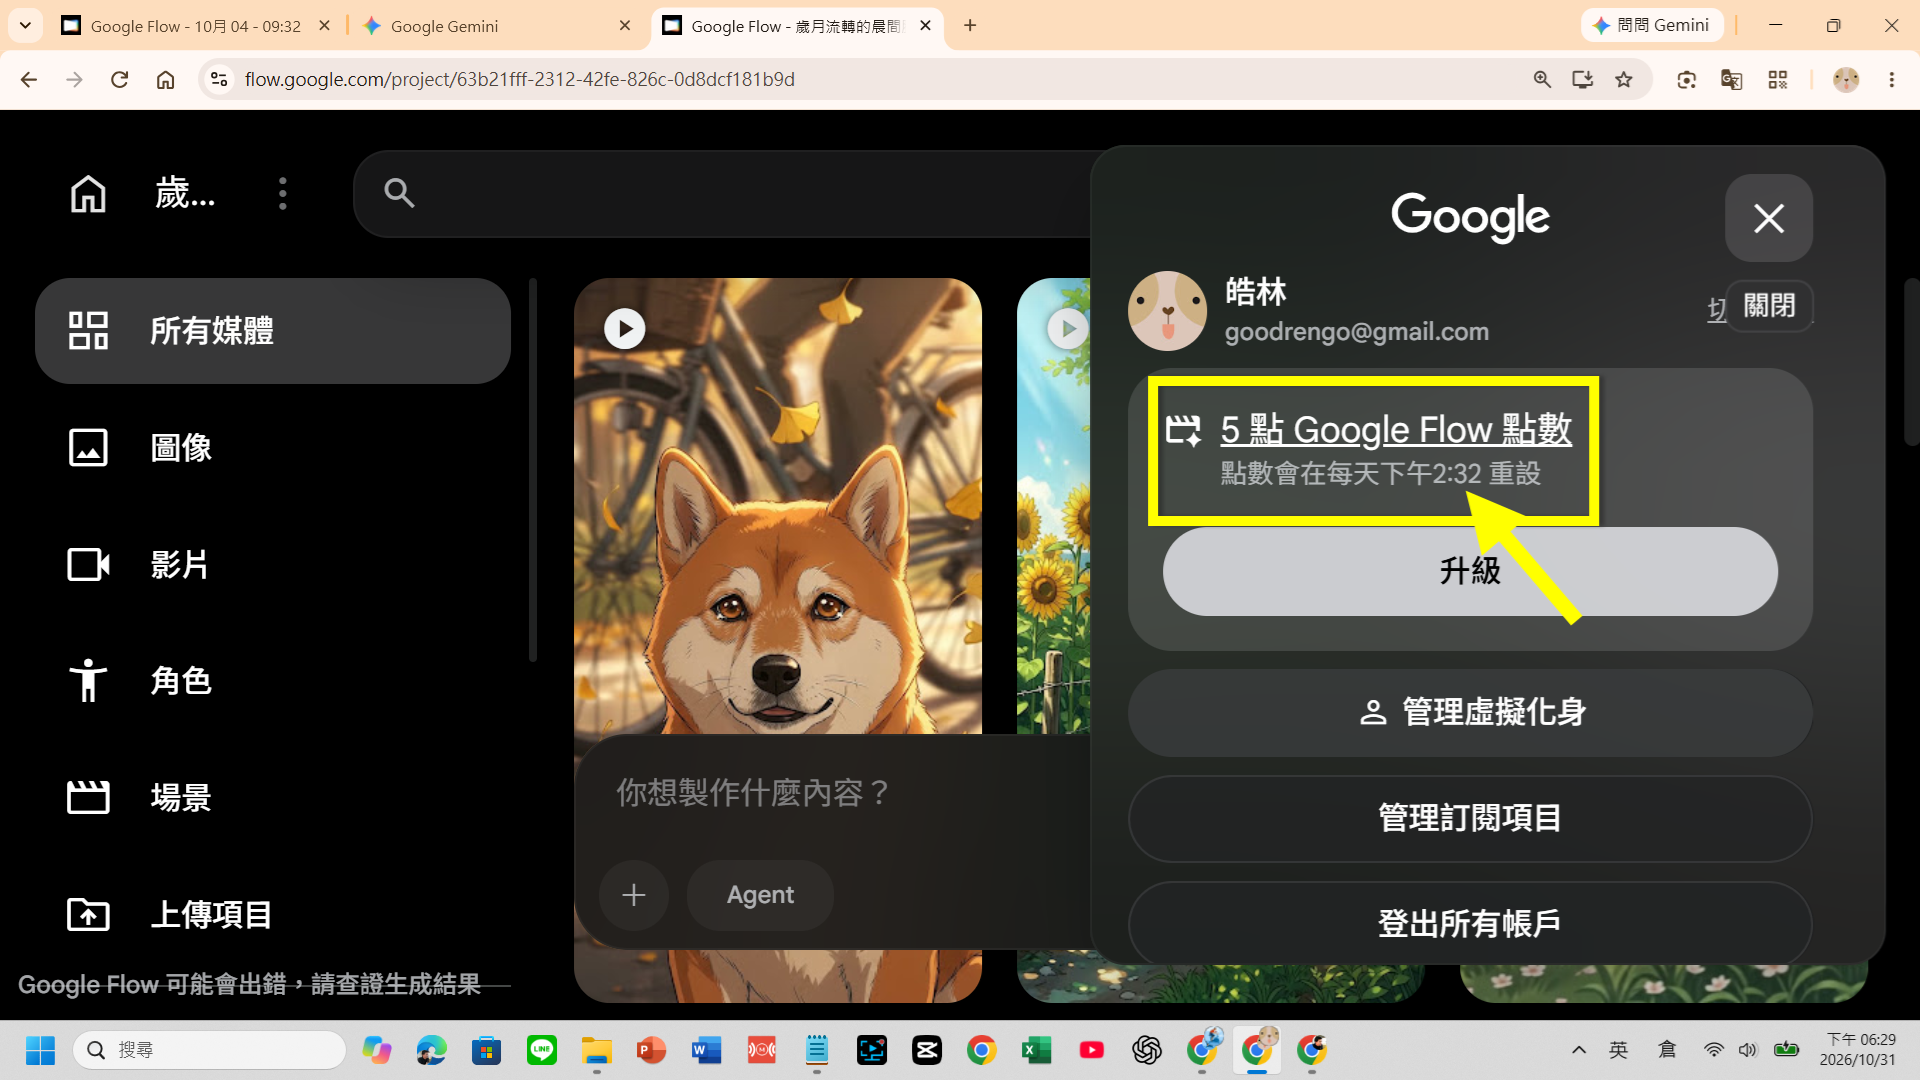 Google Flow - 10月 04 - 09:32
Google Gemini
Google Flow - 歲月流轉的晨間
問問 Gemini
flow.google.com/project/63b21fff-2312-42fe-826c-0d8dcf181b9d
歲...
Google
皓林
goodrengo@gmail.com
切
關閉
所有媒體
5 點 Google Flow 點數
點數會在每天下午2:32 重設
圖像
升級
影片
角色
管理虛擬化身
你想製作什麼內容？
場景
管理訂閱項目
Agent
上傳項目
登出所有帳戶
Google Flow 可能會出錯，請查證生成結果
搜尋
英
倉
下午 06:29
2026/10/31